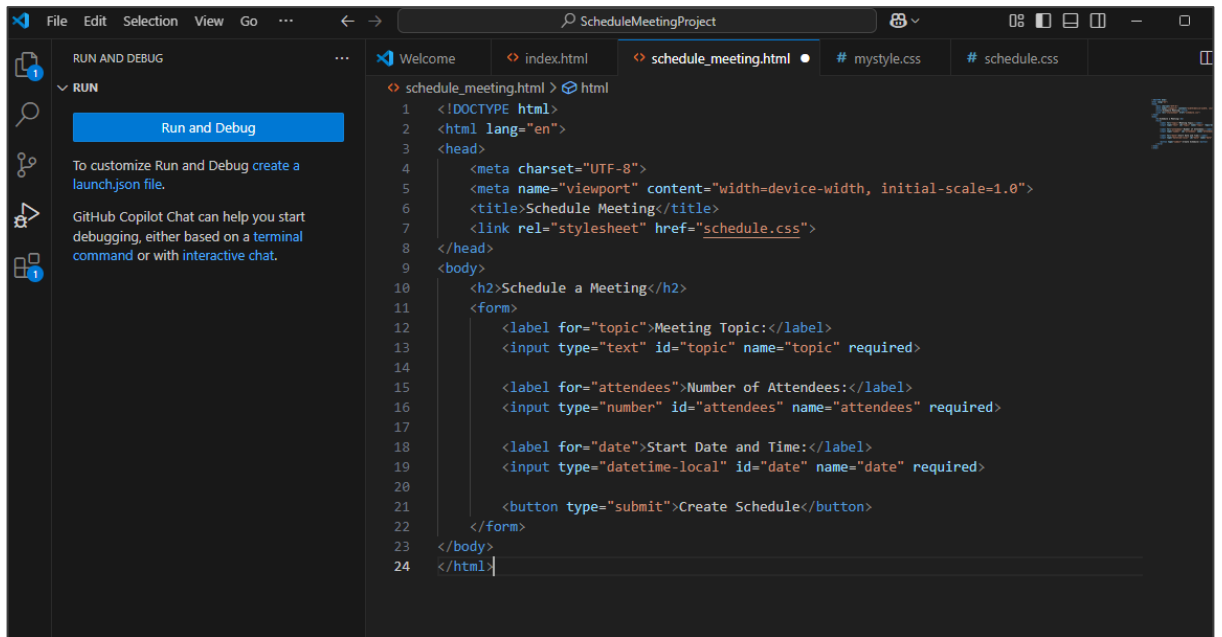 File Edit Selection View Go ··· ScheduleMeetingProject
RUN AND DEBUG ···
RUN
Run and Debug
To customize Run and Debug create a
launch.json file.
GitHub Copilot Chat can help you start
debugging, either based on a terminal
command or with interactive chat.
1
1
Welcome index.html schedule_meeting.html # mystyle.css # schedule.css
schedule_meeting.html > html
1 <!DOCTYPE html>
2 <html lang="en">
3 <head>
4 <meta charset="UTF-8">
5 <meta name="viewport" content="width=device-width, initial-scale=1.0">
6 <title>Schedule Meeting</title>
7 <link rel="stylesheet" href="schedule.css">
8 </head>
9 <body>
10 <h2>Schedule a Meeting</h2>
11 <form>
12 <label for="topic">Meeting Topic:</label>
13 <input type="text" id="topic" name="topic" required>
14
15 <label for="attendees">Number of Attendees:</label>
16 <input type="number" id="attendees" name="attendees" required>
17
18 <label for="date">Start Date and Time:</label>
19 <input type="datetime-local" id="date" name="date" required>
20
21 <button type="submit">Create Schedule</button>
22 </form>
23 </body>
24 </html>